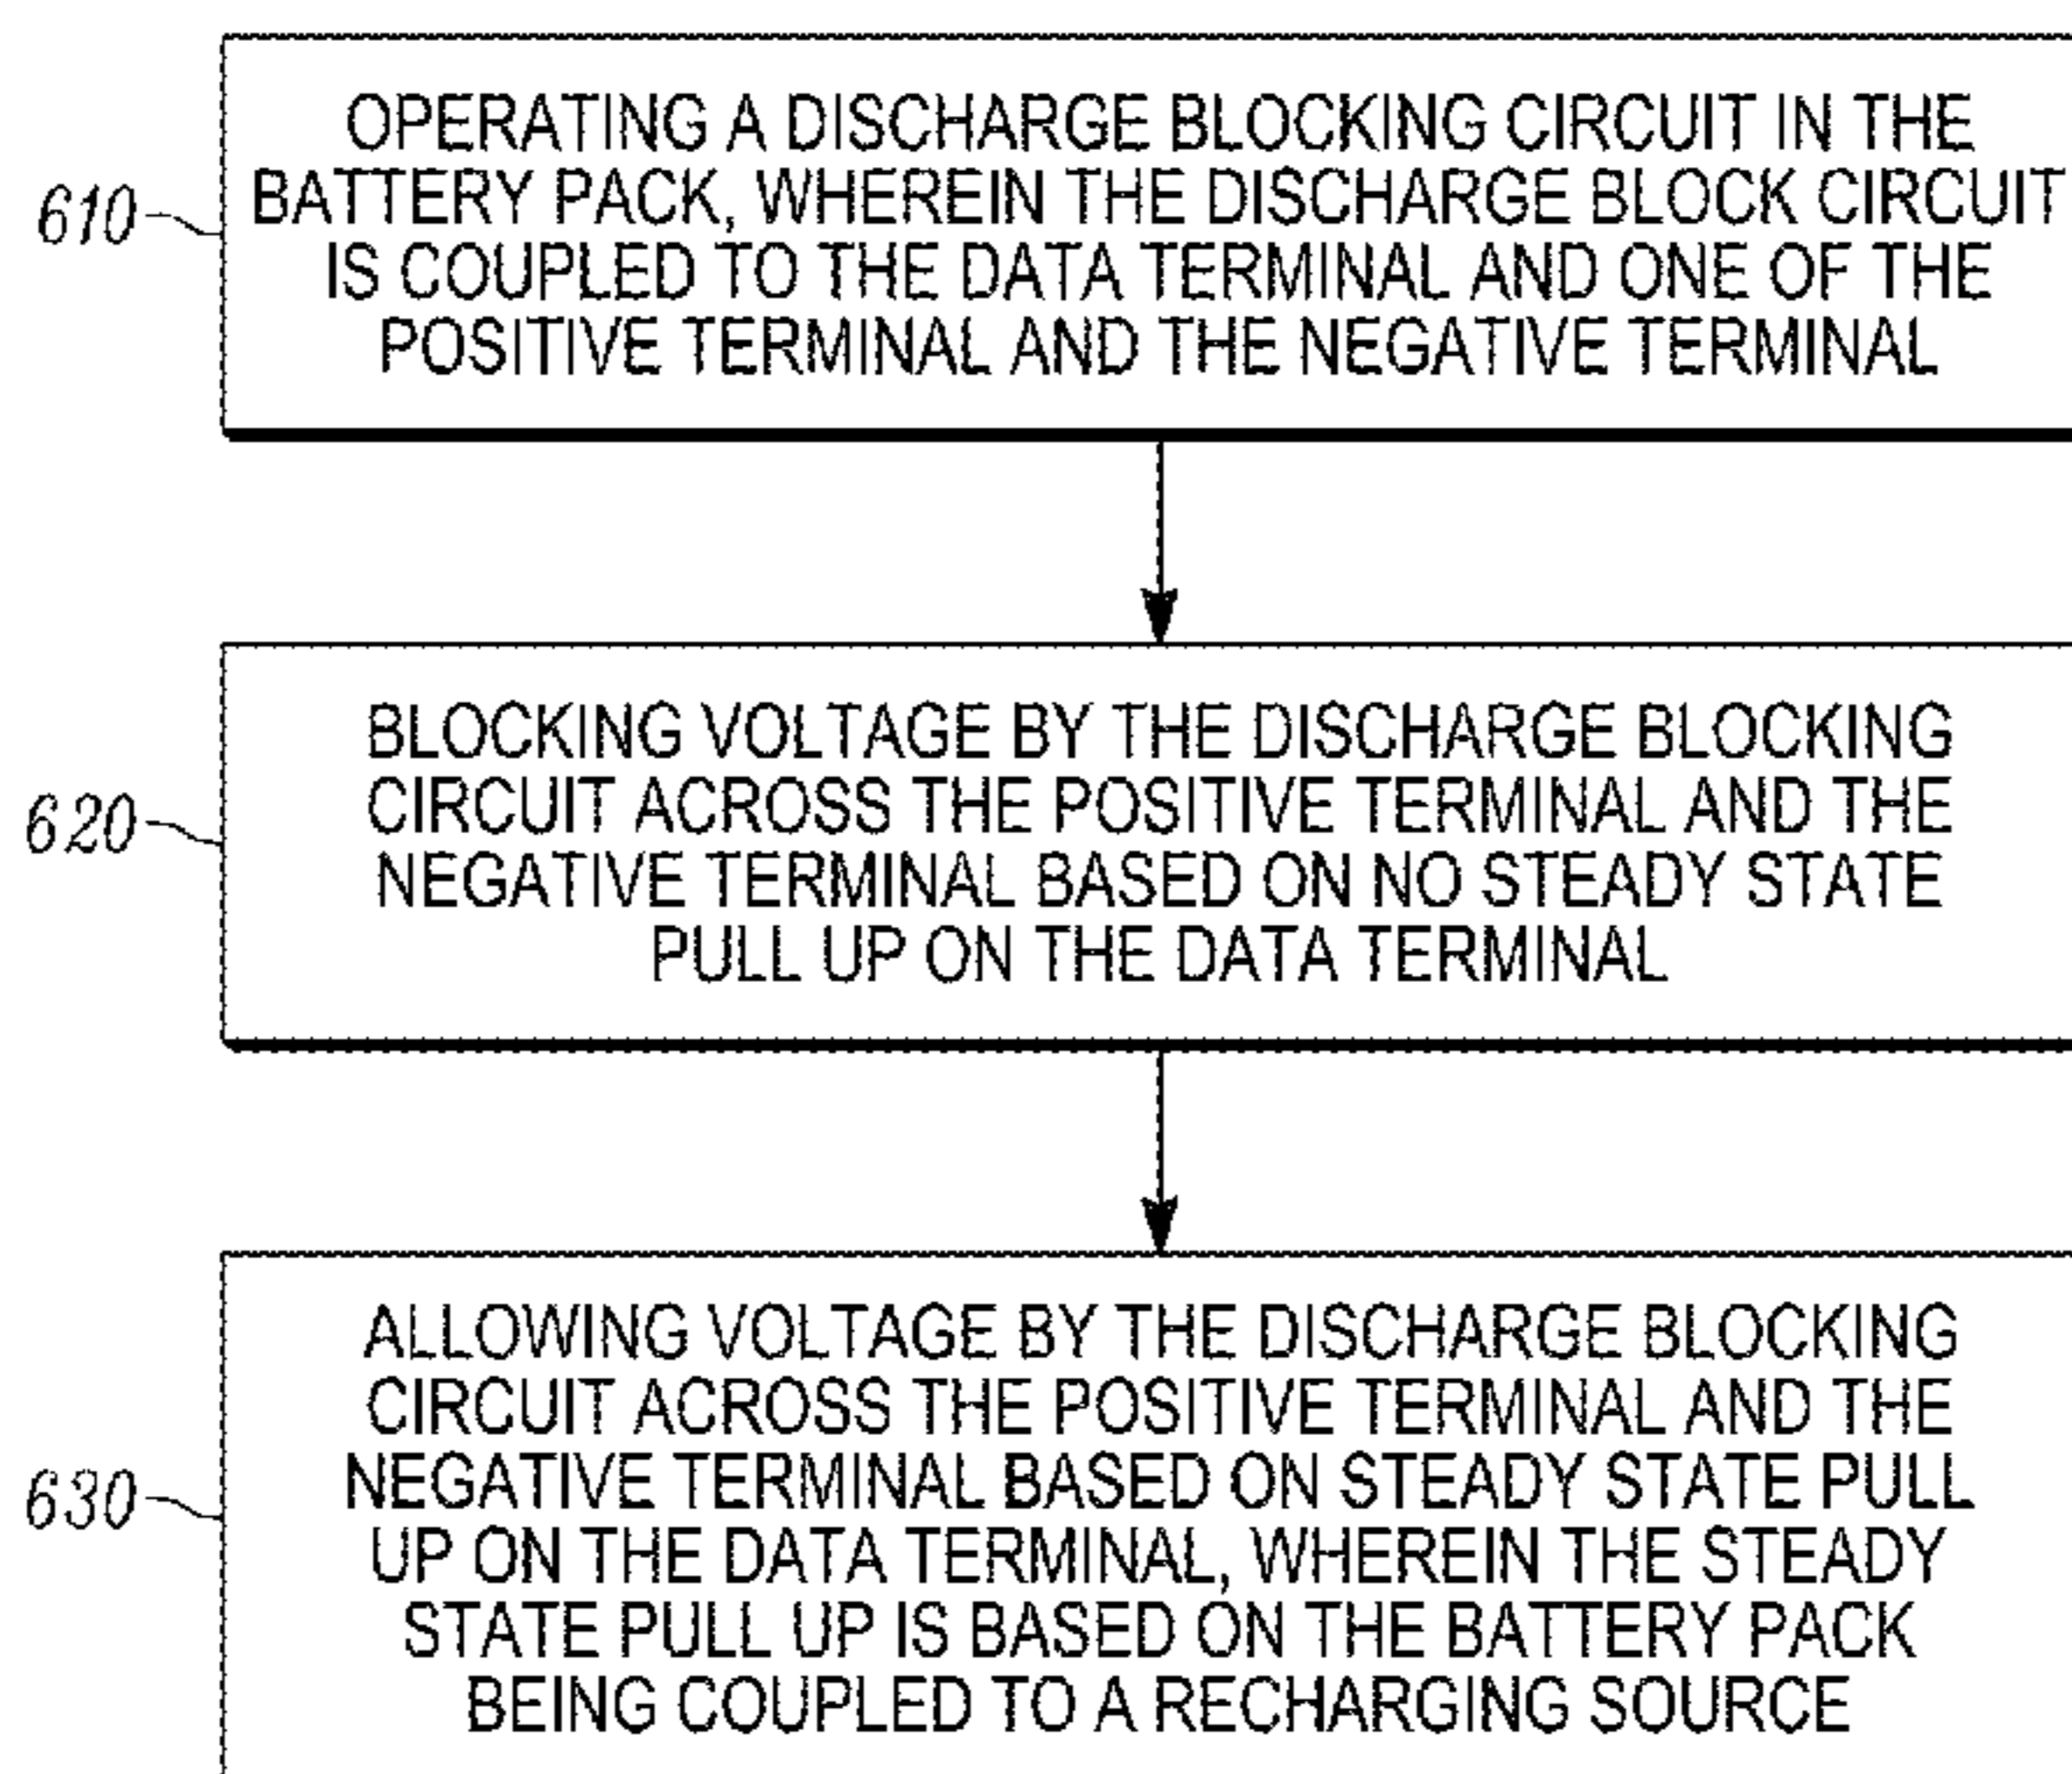 OPERATING A DISCHARGE BLOCKING CIRCUIT IN THE
BATTERY PACK, WHEREIN THE DISCHARGE BLOCK CIRCUIT
IS COUPLED TO THE DATA TERMINAL AND ONE OF THE
POSITIVE TERMINAL AND THE NEGATIVE TERMINAL
610
BLOCKING VOLTAGE BY THE DISCHARGE BLOCKING
CIRCUIT ACROSS THE POSITIVE TERMINAL AND THE
NEGATIVE TERMINAL BASED ON NO STEADY STATE
PULL UP ON THE DATA TERMINAL
620
ALLOWING VOLTAGE BY THE DISCHARGE BLOCKING
CIRCUIT ACROSS THE POSITIVE TERMINAL AND THE
NEGATIVE TERMINAL BASED ON STEADY STATE PULL
UP ON THE DATA TERMINAL, WHEREIN THE STEADY
STATE PULL UP IS BASED ON THE BATTERY PACK
BEING COUPLED TO A RECHARGING SOURCE
630